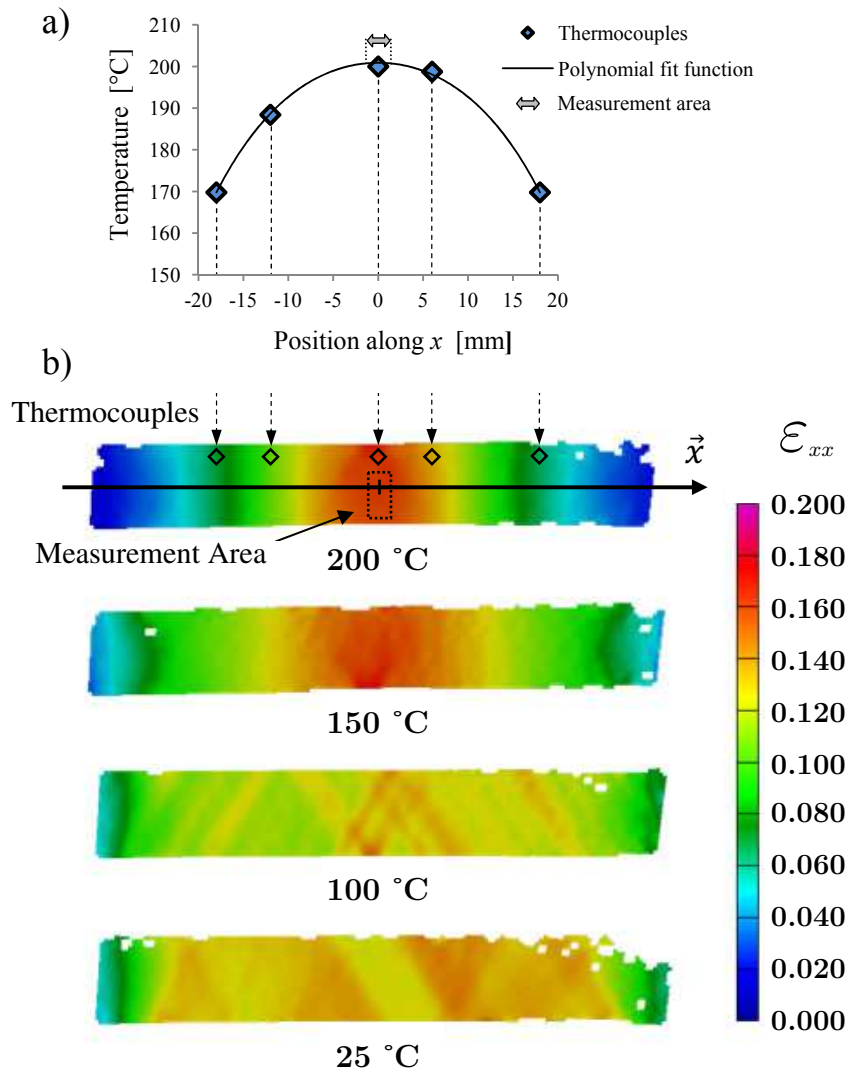 a)
210
200
190
180
170
160
150
Temperature [°C]
-20 -15 -10 -5 0 5 10 15 20
Position along x [mm]
Thermocouples
Polynomial fit function
Measurement area
b)
Thermocouples
x⃗
Measurement Area
200 °C
150 °C
100 °C
25 °C
Ɛxx
0.200
0.180
0.160
0.140
0.120
0.100
0.080
0.060
0.040
0.020
0.000